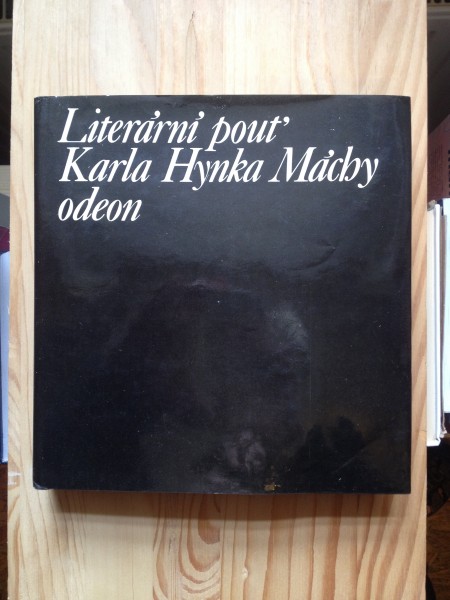 Literární pouť
Karla Hynka Máchy
odeon